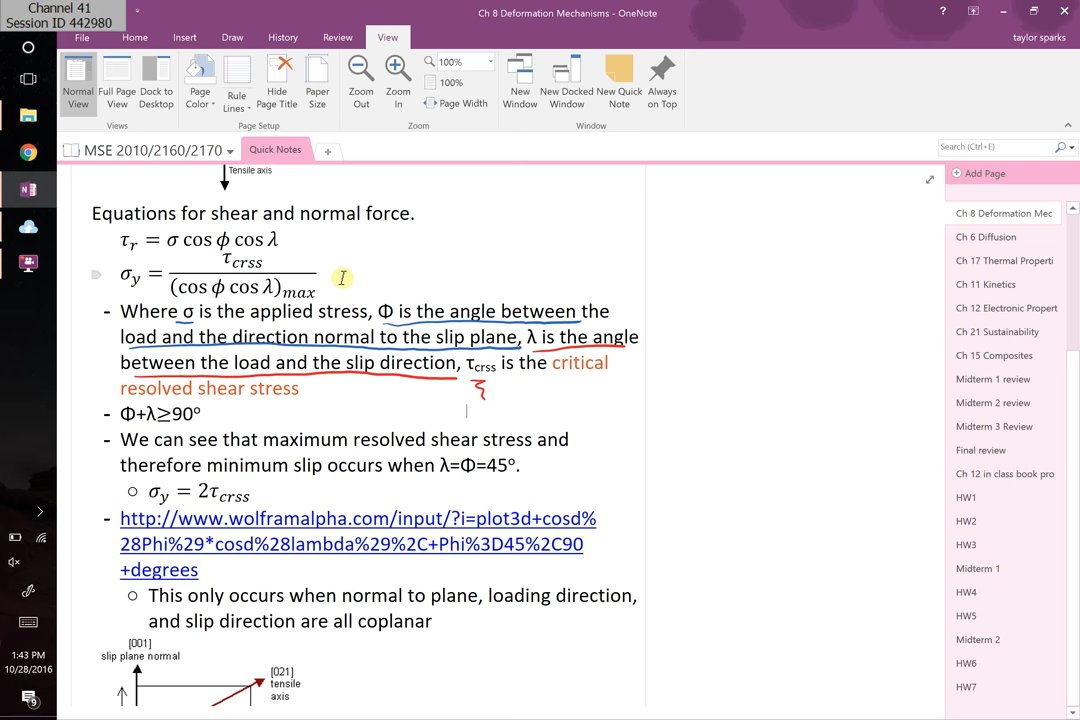 Channel 41
Session ID 442980
Ch 8 Deformation Mechanisms - OneNote
?
File Home Insert Draw History Review View
taylor sparks
Normal View
Full Page View
Dock to Desktop
Page Color
Rule Lines
Hide Page Title
Paper Size
Zoom Out
Zoom In
100%
100%
Page Width
New Window
New Docked Window
New Quick Note
Always on Top
Views
Page Setup
Zoom
Window
MSE 2010/2160/2170
Quick Notes
+
Search (Ctrl+E)
Tensile axis
Equations for shear and normal force.
τr = σ cos ϕ cos λ
σy = τcrss / (cos ϕ cos λ)max
- Where σ is the applied stress, Φ is the angle between the
load and the direction normal to the slip plane, λ is the angle
between the load and the slip direction, τcrss is the critical
resolved shear stress
- Φ+λ≥90°
- We can see that maximum resolved shear stress and
therefore minimum slip occurs when λ=Φ=45°.
○ σy = 2τcrss
- http://www.wolframalpha.com/input/?i=plot3d+cosd%
28Phi%29*cosd%28lambda%29%2C+Phi%3D45%2C90
+degrees
○ This only occurs when normal to plane, loading direction,
and slip direction are all coplanar
[001]
slip plane normal
[021]
tensile
axis
Add Page
Ch 8 Deformation Mec
Ch 6 Diffusion
Ch 17 Thermal Properti
Ch 11 Kinetics
Ch 12 Electronic Propert
Ch 21 Sustainability
Ch 15 Composites
Midterm 1 review
Midterm 2 review
Midterm 3 Review
Final review
Ch 12 in class book pro
HW1
HW2
HW3
Midterm 1
HW4
HW5
Midterm 2
HW6
HW7
1:43 PM
10/28/2016
9